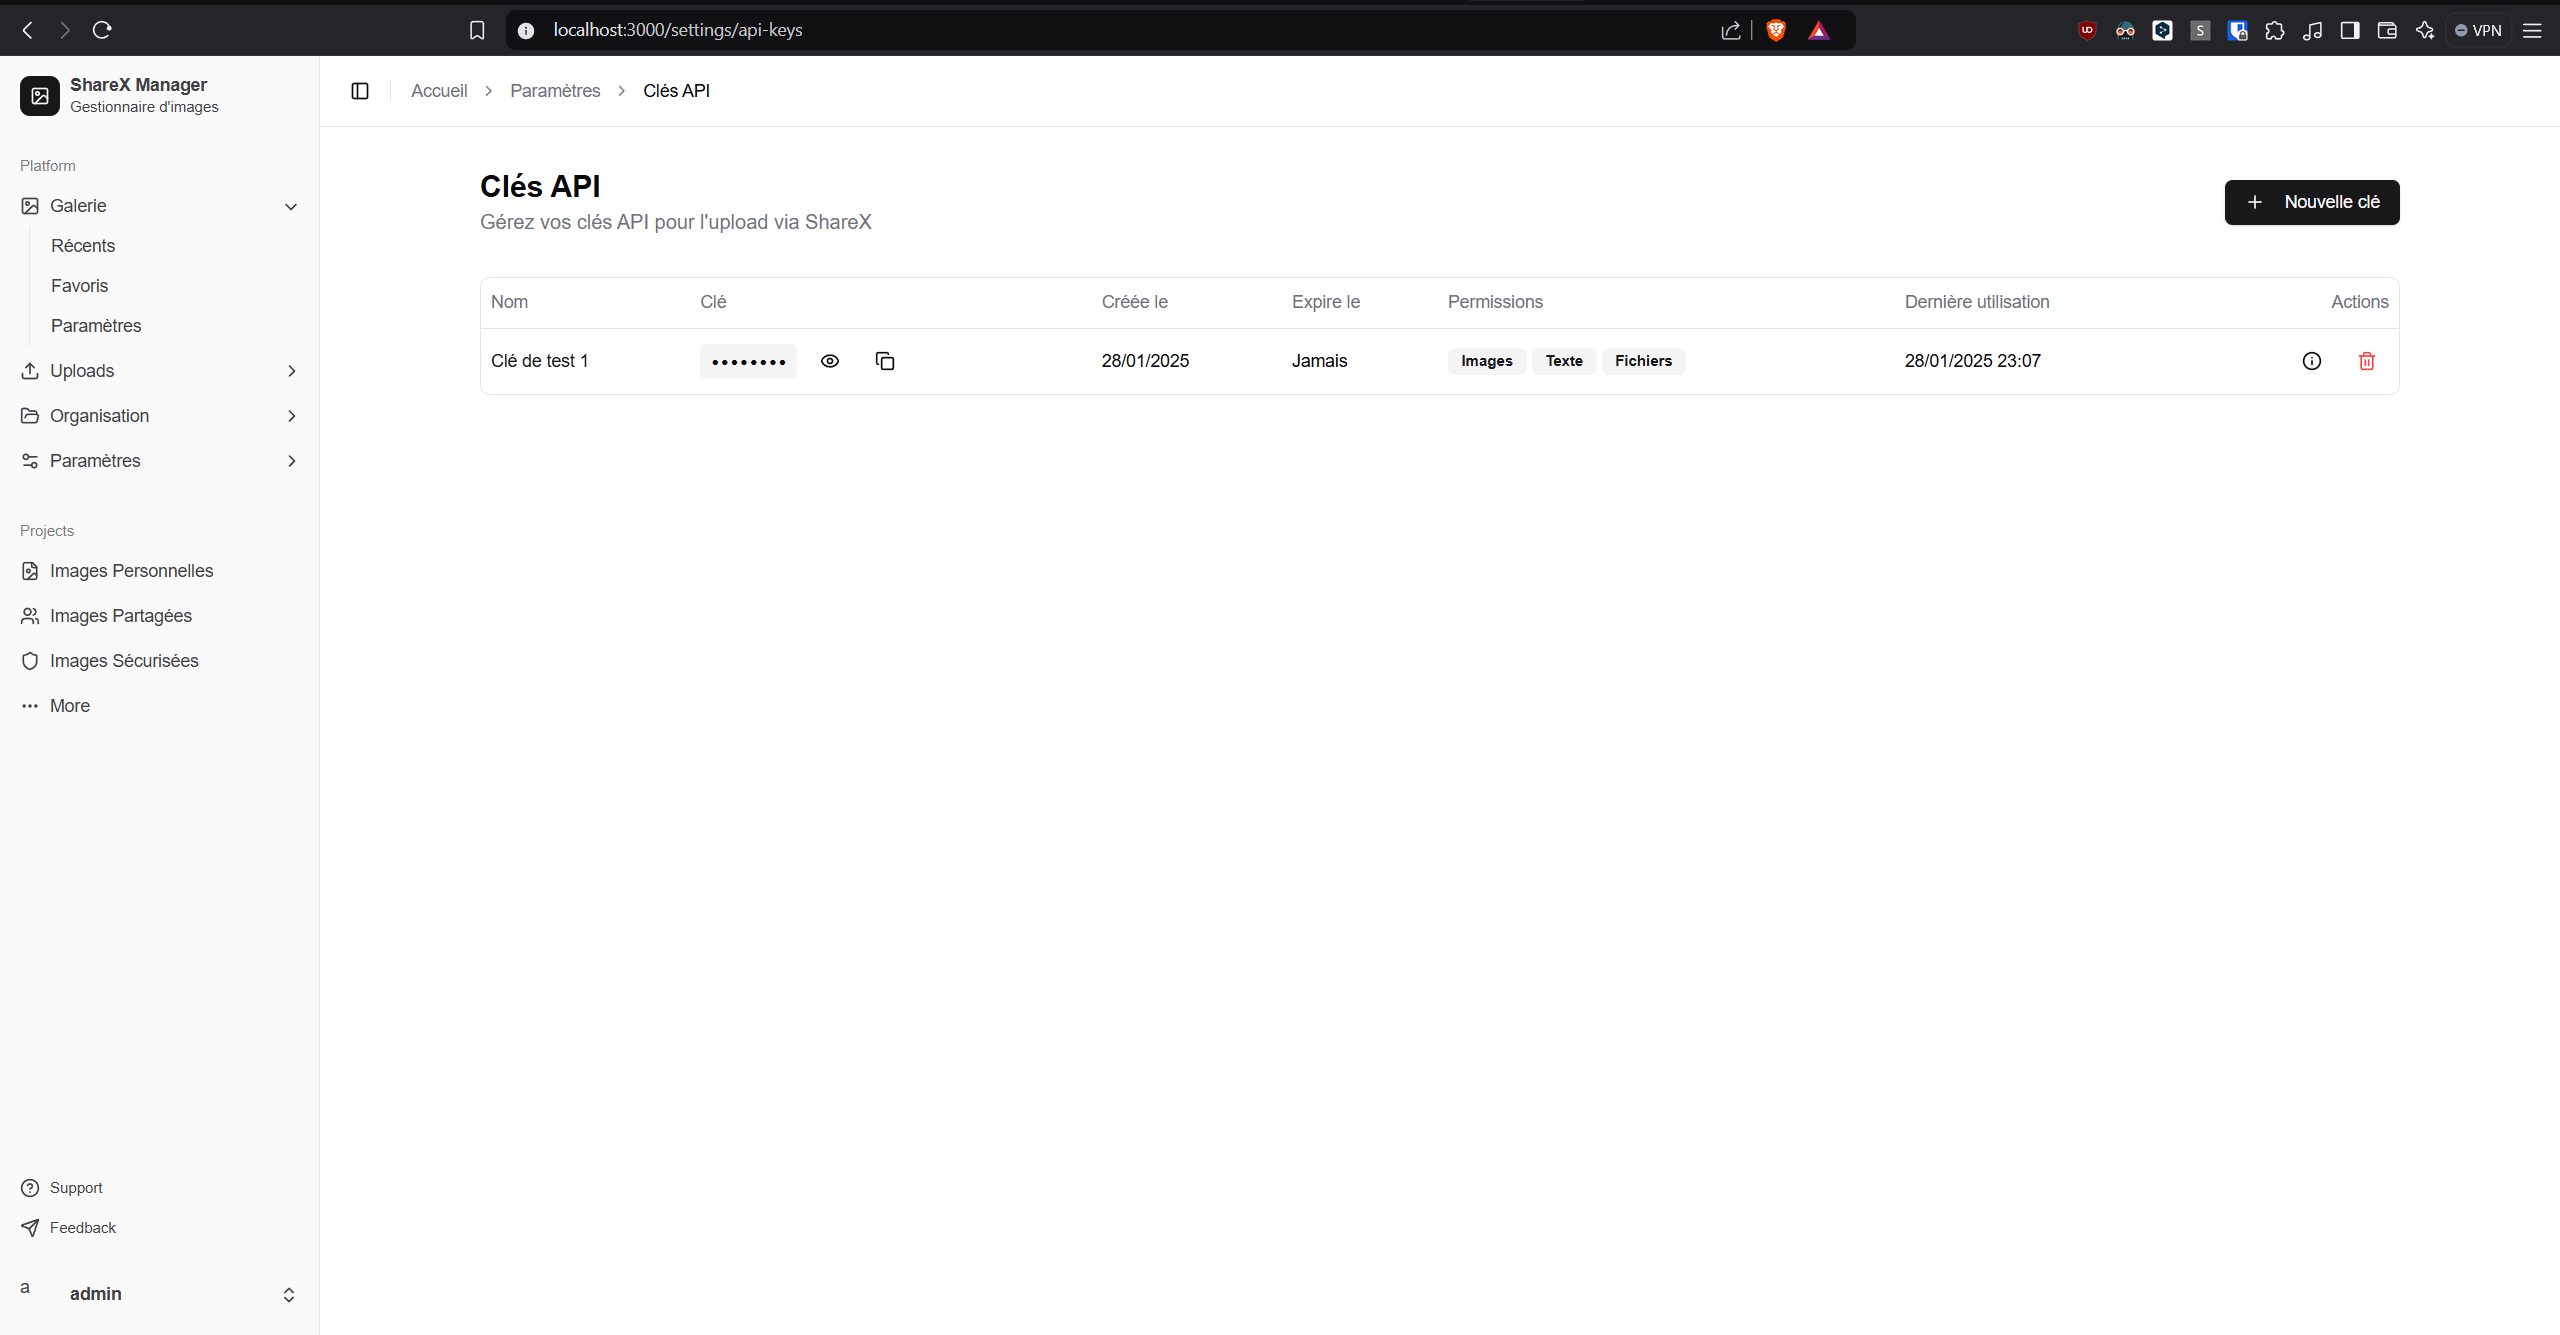 localhost:3000/settings/api-keys
VPN
ShareX Manager
Gestionnaire d'images
Platform
Galerie
Récents
Favoris
Paramètres
Uploads
Organisation
Paramètres
Projects
Images Personnelles
Images Partagées
Images Sécurisées
More
Support
Feedback
a
admin
Accueil > Paramètres > Clés API
Clés API
Gérez vos clés API pour l'upload via ShareX
Nouvelle clé
Nom Clé Créée le Expire le Permissions Dernière utilisation Actions
Clé de test 1 •••••••• 28/01/2025 Jamais Images Texte Fichiers 28/01/2025 23:07